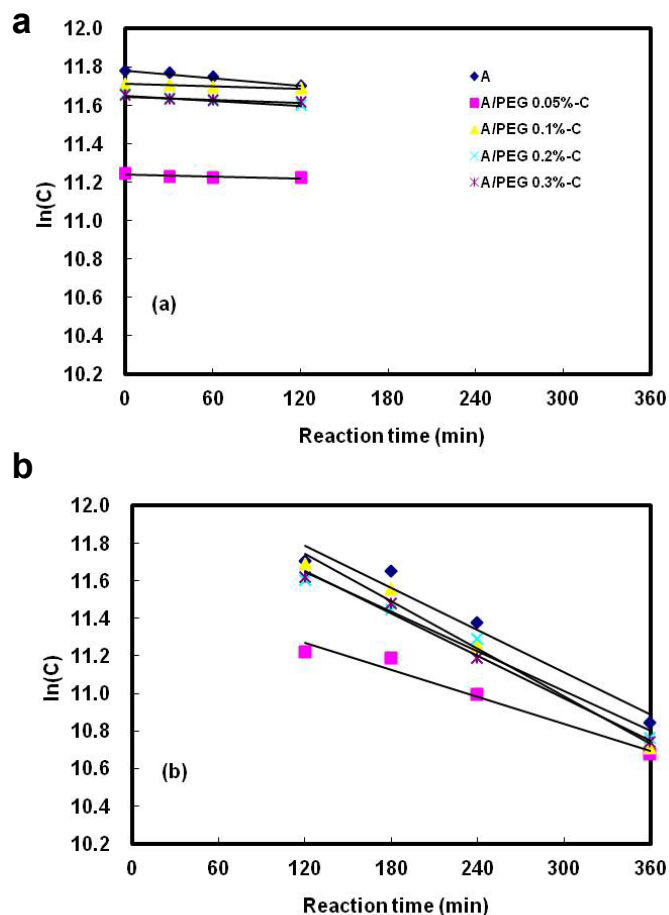 a
12.0
11.8
11.6
11.4
11.2
11.0
10.8
10.6
10.4
10.2
ln(C)
A
A/PEG 0.05%-C
A/PEG 0.1%-C
A/PEG 0.2%-C
A/PEG 0.3%-C
(a)
0 60 120 180 240 300 360
Reaction time (min)
b
12.0
11.8
11.6
11.4
11.2
11.0
10.8
10.6
10.4
10.2
ln(C)
(b)
0 60 120 180 240 300 360
Reaction time (min)